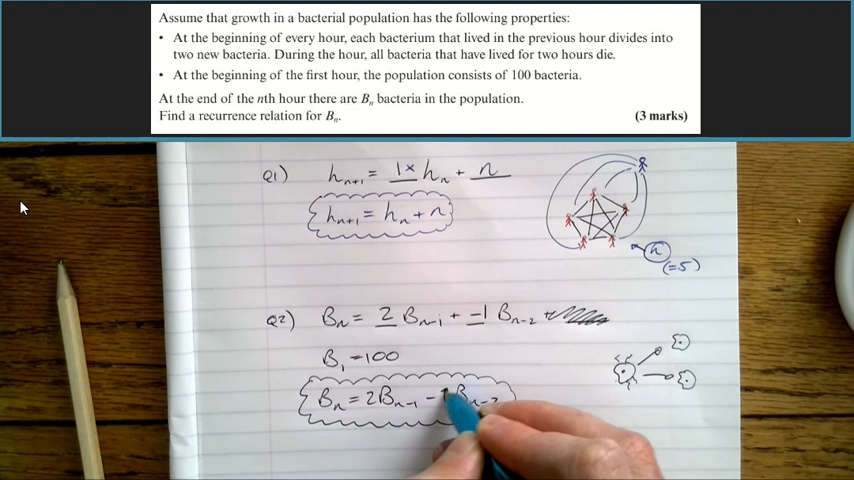 Assume that growth in a bacterial population has the following properties:
• At the beginning of every hour, each bacterium that lived in the previous hour divides into
two new bacteria. During the hour, all bacteria that have lived for two hours die.
• At the beginning of the first hour, the population consists of 100 bacteria.
At the end of the nth hour there are Bₙ bacteria in the population.
Find a recurrence relation for Bₙ. (3 marks)
Q1) hₙ₊₁ = 1× hₙ + n
hₙ₊₁ = hₙ + n
n
(=5)
Q2) Bₙ = 2 Bₙ₋₁ + -1 Bₙ₋₂ +
B₁ = 100
Bₙ = 2Bₙ₋₁ - Bₙ₋₂